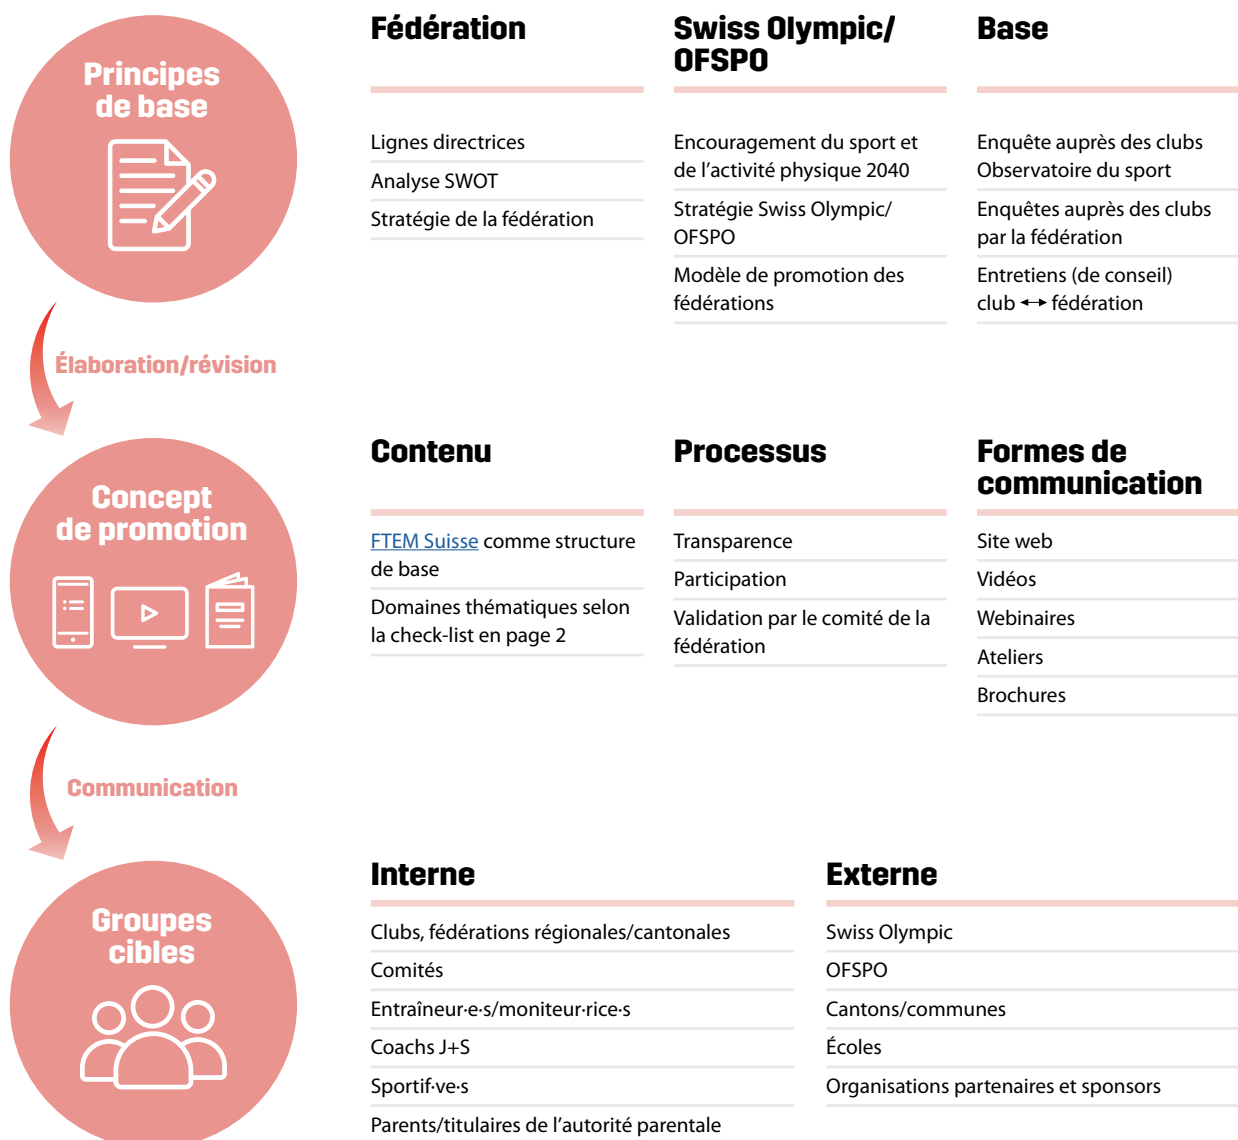 Principes
de base
Fédération
Lignes directrices
Analyse SWOT
Stratégie de la fédération
Swiss Olympic/
OFSPO
Encouragement du sport et
de l'activité physique 2040
Stratégie Swiss Olympic/
OFSPO
Modèle de promotion des
fédérations
Base
Enquête auprès des clubs
Observatoire du sport
Enquêtes auprès des clubs
par la fédération
Entretiens (de conseil)
club ↔ fédération
Élaboration/révision
Concept
de promotion
Contenu
FTEM Suisse comme structure
de base
Domaines thématiques selon
la check-list en page 2
Processus
Transparence
Participation
Validation par le comité de la
fédération
Formes de
communication
Site web
Vidéos
Webinaires
Ateliers
Brochures
Communication
Groupes
cibles
Interne
Clubs, fédérations régionales/cantonales
Comités
Entraîneur·e·s/moniteur·rice·s
Coachs J+S
Sportif·ve·s
Parents/titulaires de l'autorité parentale
Externe
Swiss Olympic
OFSPO
Cantons/communes
Écoles
Organisations partenaires et sponsors